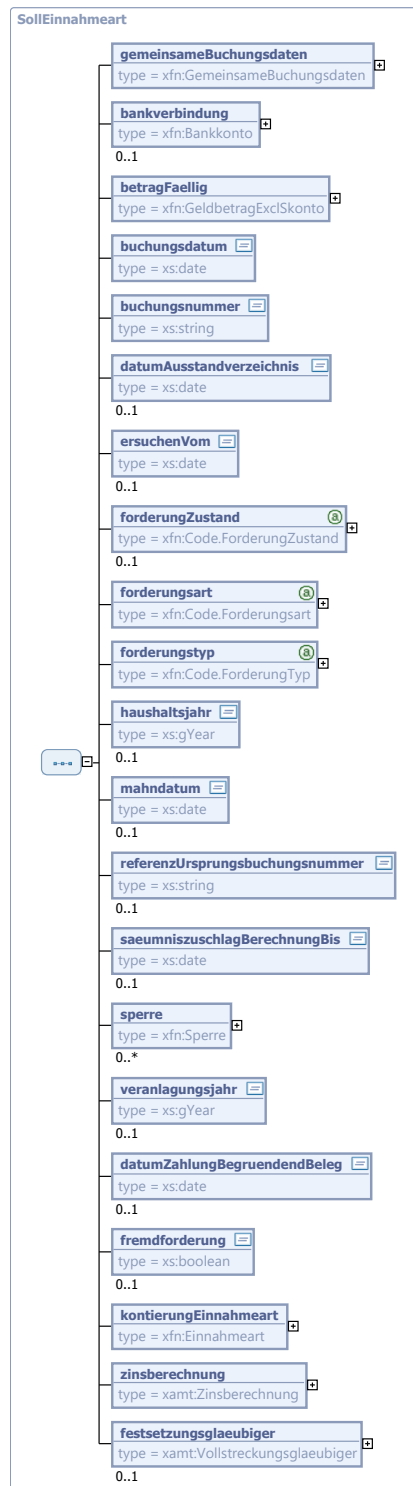 SollEinnahmeart
gemeinsameBuchungsdaten
type = xfn:GemeinsameBuchungsdaten
bankverbindung
type = xfn:Bankkonto
0..1
betragFaellig
type = xfn:GeldbetragExclSkonto
buchungsdatum
type = xs:date
buchungsnummer
type = xs:string
datumAusstandverzeichnis
type = xs:date
0..1
ersuchenVom
type = xs:date
0..1
forderungZustand
type = xfn:Code.ForderungZustand
0..1
forderungsart
type = xfn:Code.Forderungsart
forderungstyp
type = xfn:Code.ForderungTyp
haushaltsjahr
type = xs:gYear
0..1
mahndatum
type = xs:date
0..1
referenzUrsprungsbuchungsnummer
type = xs:string
0..1
saeumniszuschlagBerechnungBis
type = xs:date
0..1
sperre
type = xfn:Sperre
0..*
veranlagungsjahr
type = xs:gYear
0..1
datumZahlungBegruendendBeleg
type = xs:date
0..1
fremdforderung
type = xs:boolean
0..1
kontierungEinnahmeart
type = xfn:Einnahmeart
zinsberechnung
type = xamt:Zinsberechnung
festsetzungsglaeubiger
type = xamt:Vollstreckungsglaeubiger
0..1